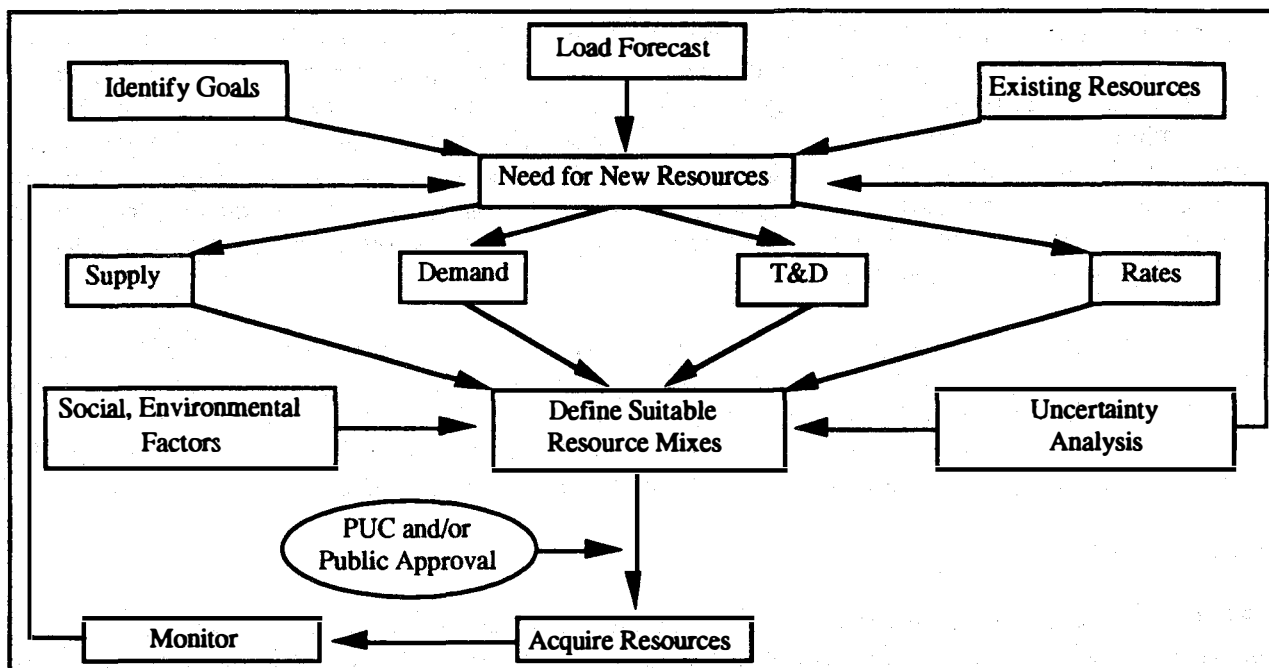 Load Forecast
Identify Goals
Existing Resources
Need for New Resources
Supply
Demand
T&D
Rates
Social, Environmental
Factors
Define Suitable
Resource Mixes
Uncertainty
Analysis
PUC and/or
Public Approval
Monitor
Acquire Resources